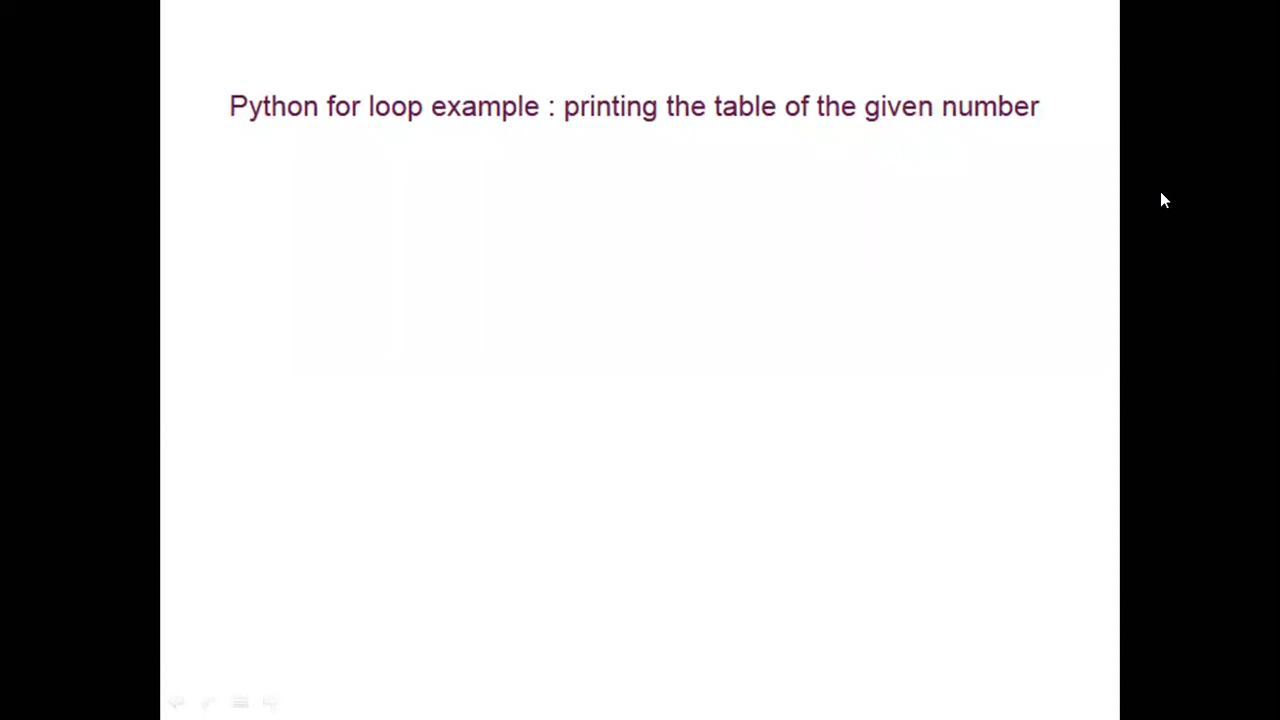 Python for loop example : printing the table of the given number